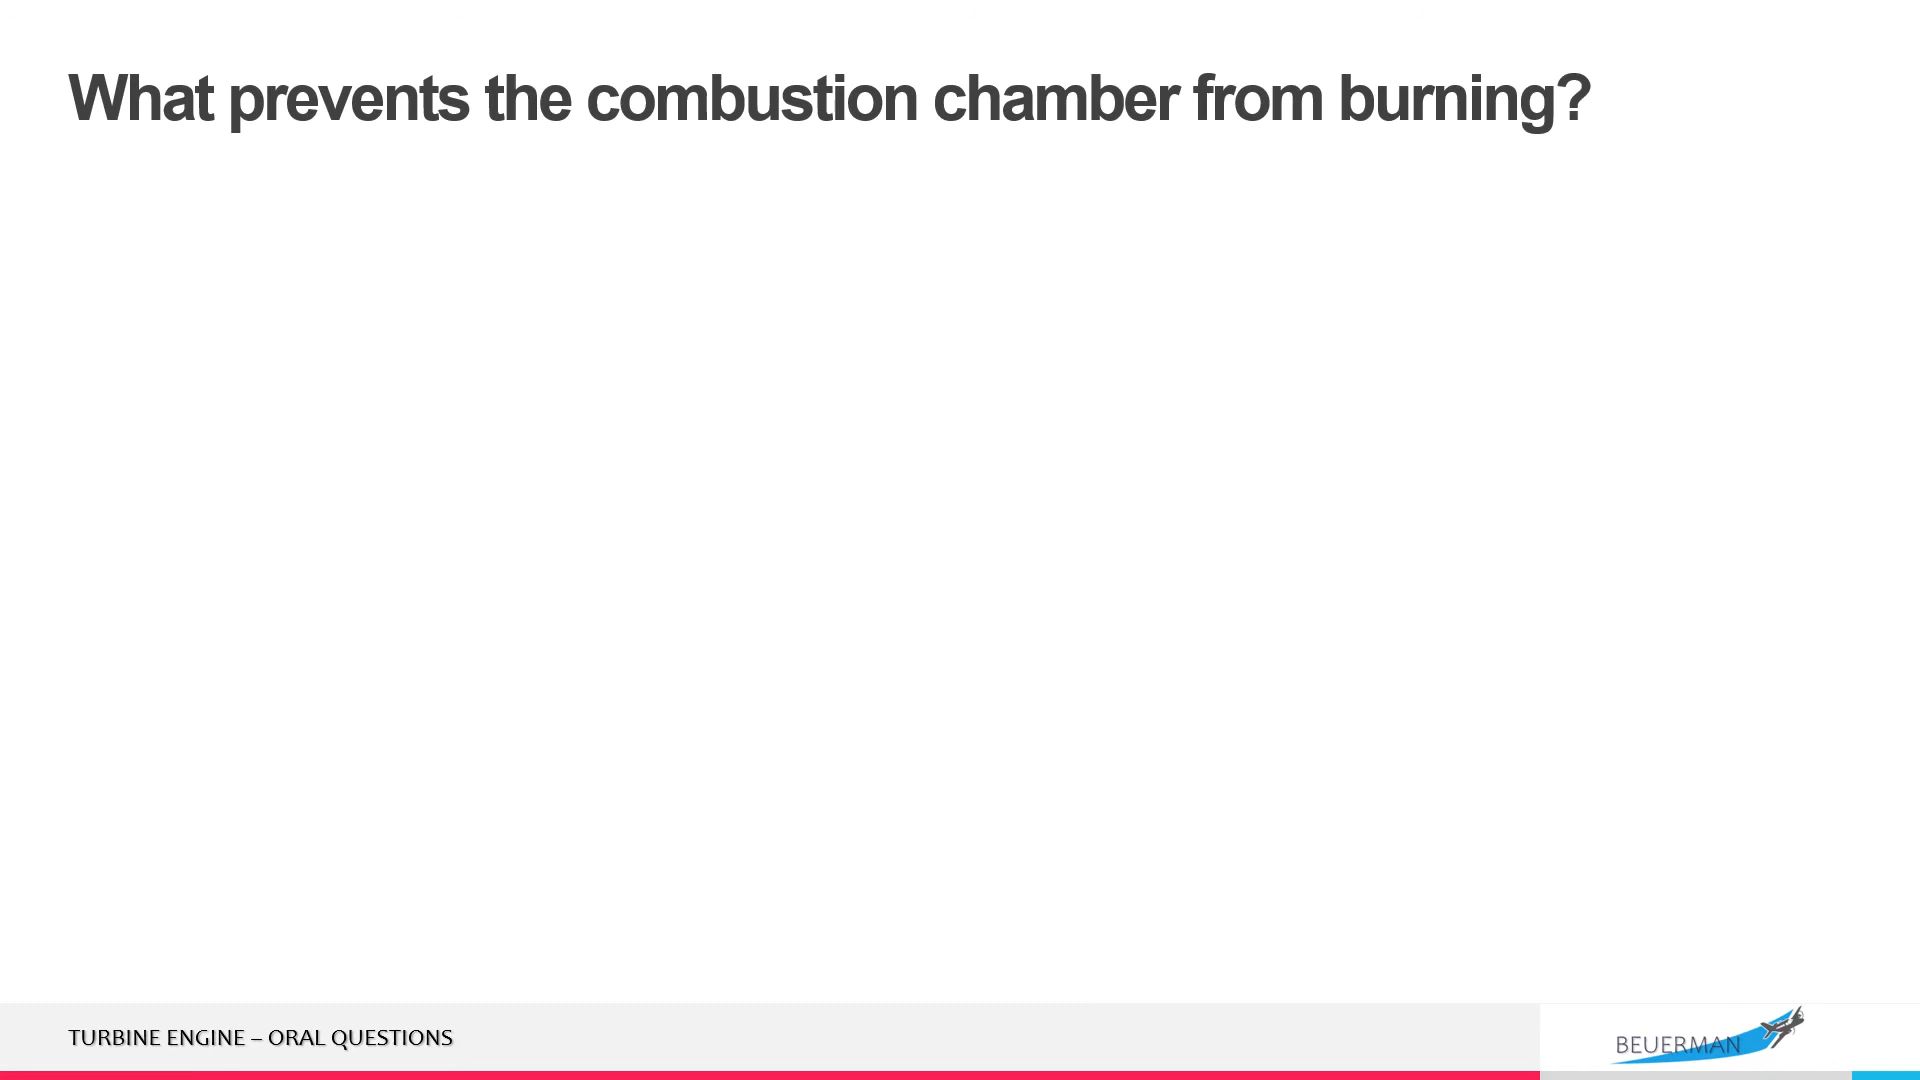 What prevents the combustion chamber from burning?
TURBINE ENGINE – ORAL QUESTIONS
BEUERMAN